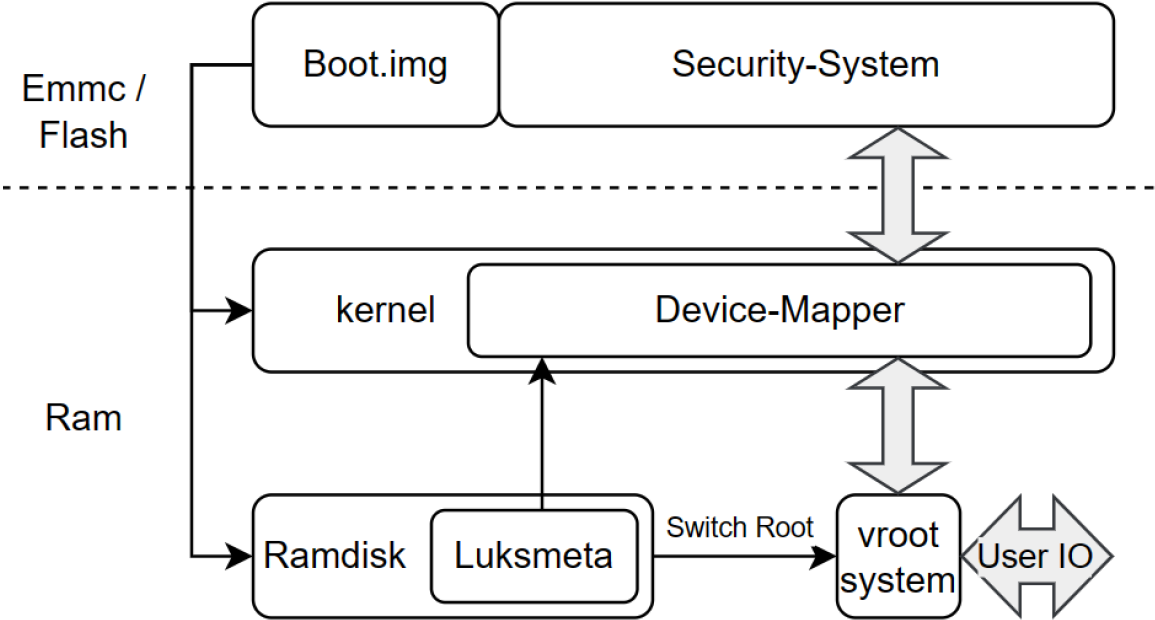 Emmc /
Flash
Boot.img
Security-System
kernel
Device-Mapper
Ram
Ramdisk
Luksmeta
Switch Root
vroot
system
User IO